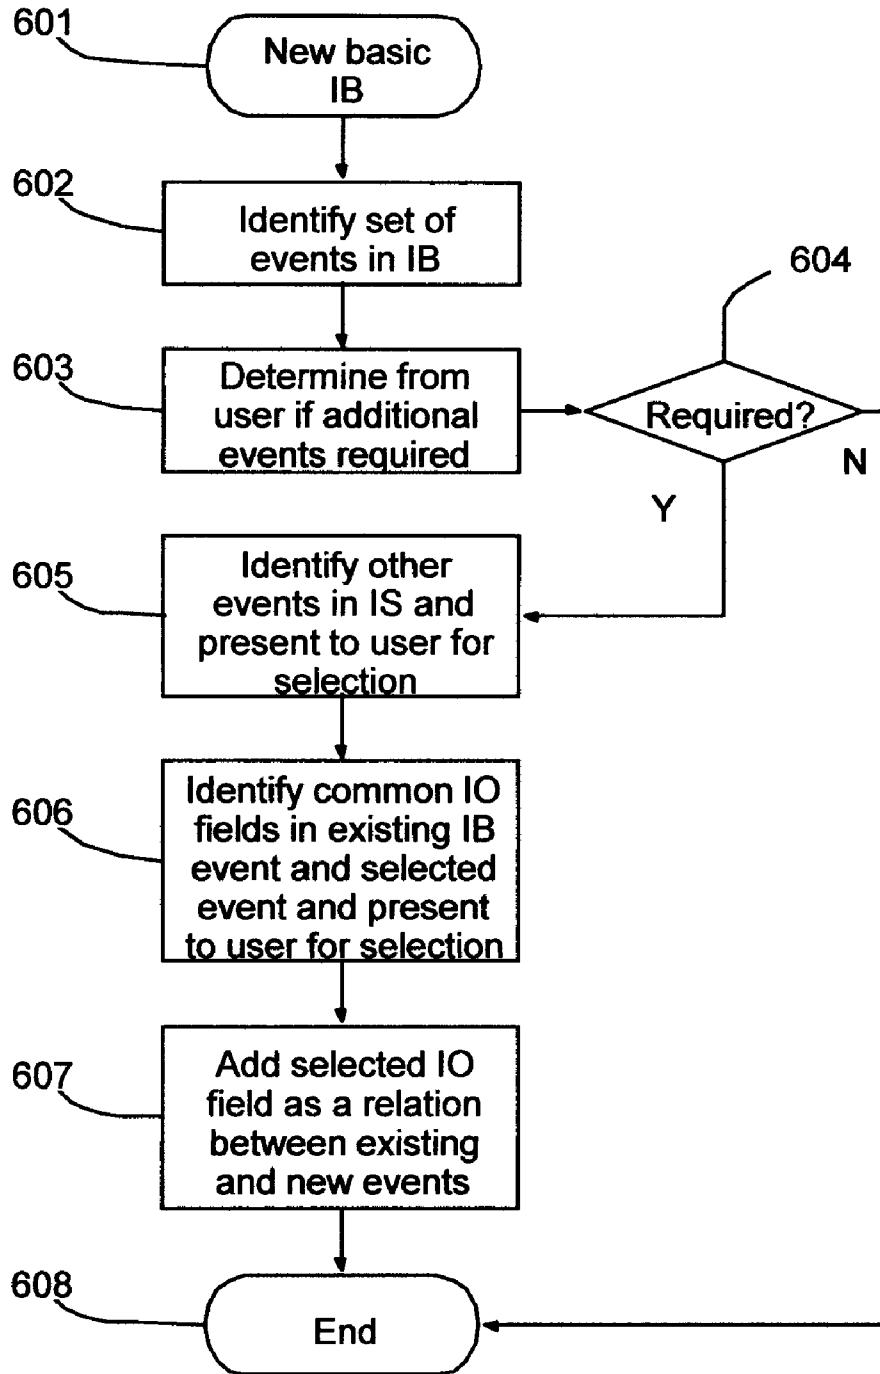 601
New basic
IB
602
Identify set of
events in IB
604
603
Determine from
user if additional
events required
Required?
N
Y
605
Identify other
events in IS and
present to user for
selection
606
Identify common IO
fields in existing IB
event and selected
event and present
to user for selection
607
Add selected IO
field as a relation
between existing
and new events
608
End